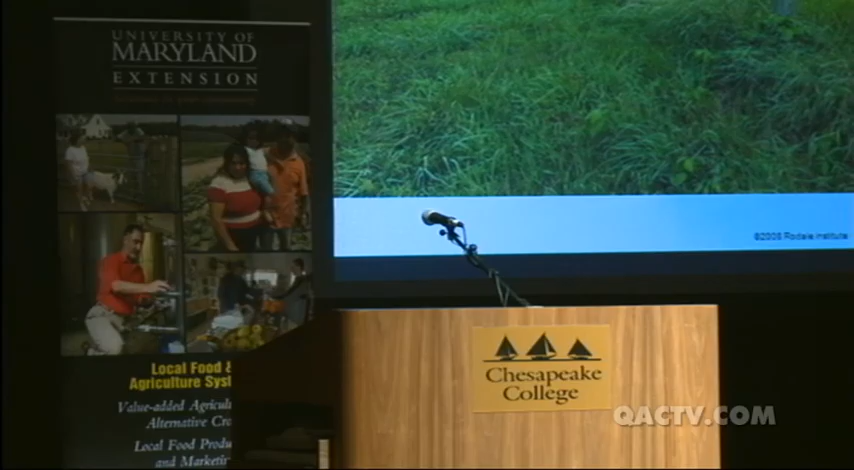 UNIVERSITY OF
MARYLAND
EXTENSION
Local Food &
Agriculture Syst
Value-added Agricul
Alternative Cro
Local Food Produ
and Marketin
©2006 Rodale Institute
Chesapeake
College
QACTV.COM